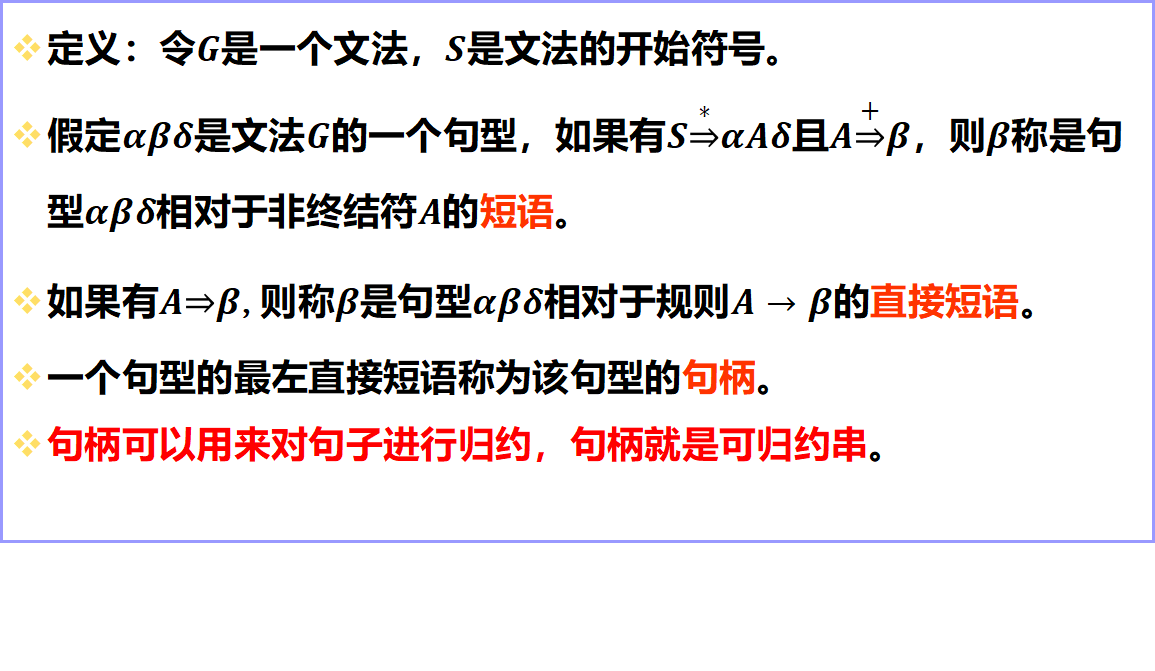 ❖定义：令G是一个文法，S是文法的开始符号。
❖假定αβδ是文法G的一个句型，如果有S ⇒* αAδ且A ⇒+ β，则β称是句
型αβδ相对于非终结符A的短语。
❖如果有A⇒β, 则称β是句型αβδ相对于规则A → β的直接短语。
❖一个句型的最左直接短语称为该句型的句柄。
❖句柄可以用来对句子进行归约，句柄就是可归约串。